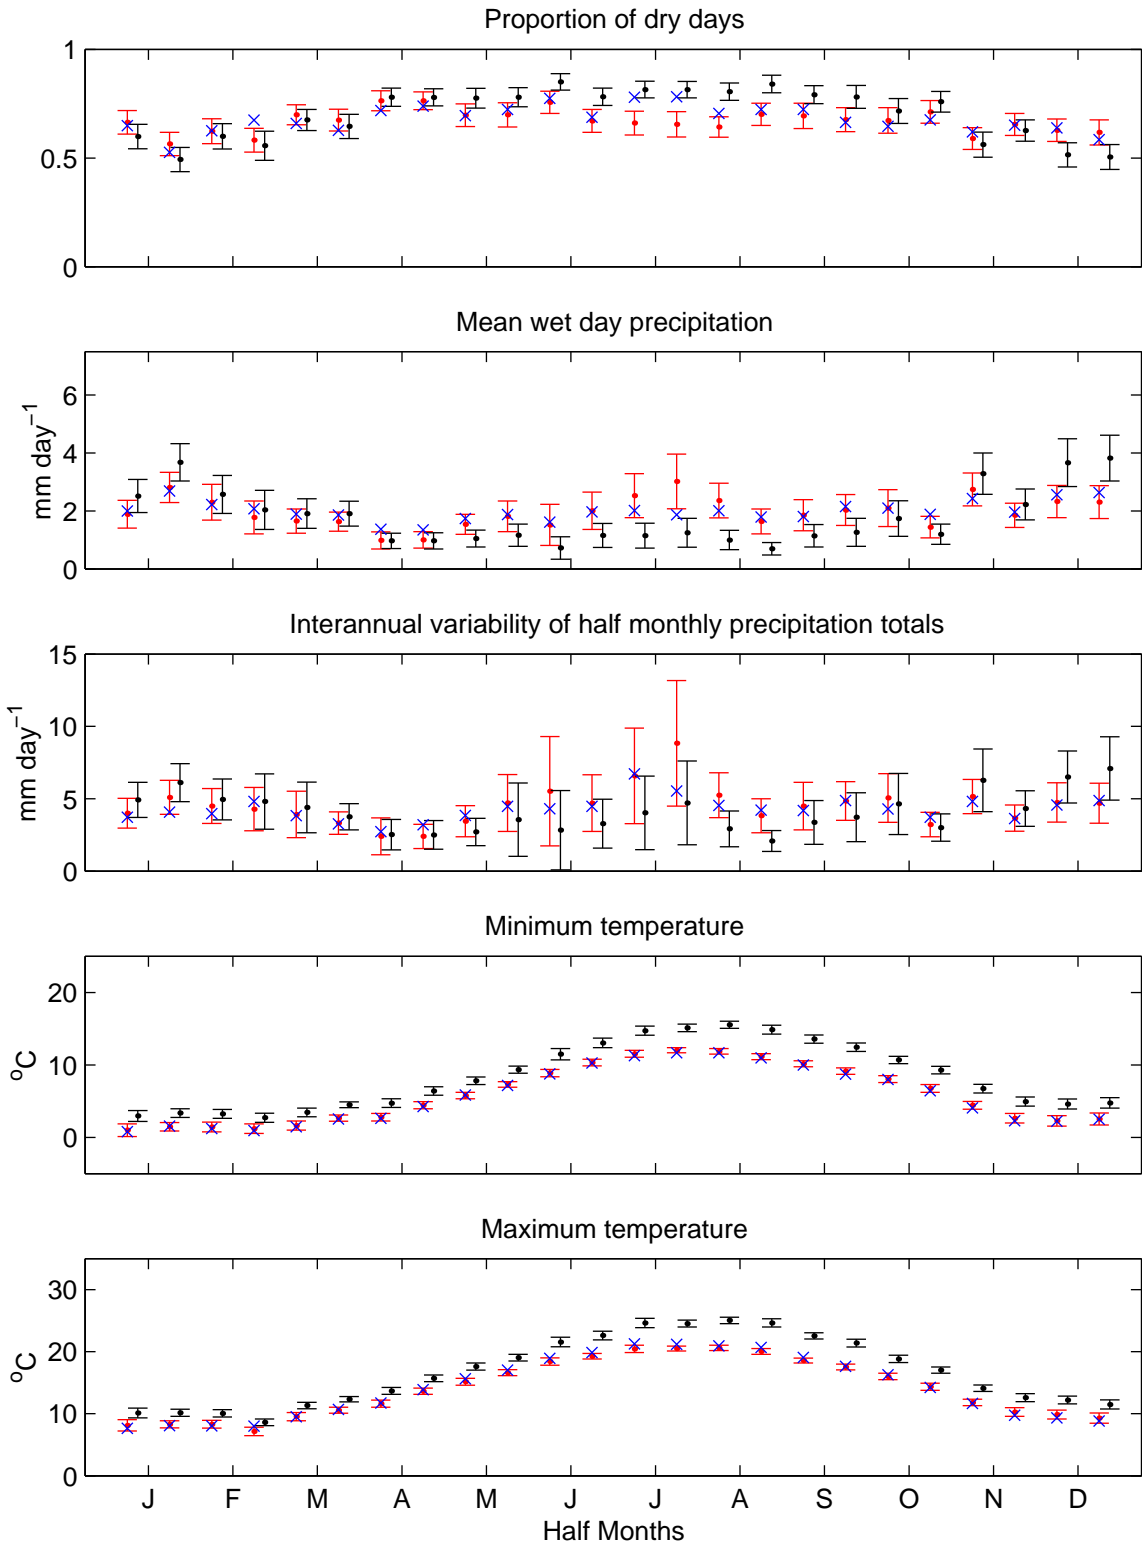 Proportion of dry days
1
0.5
0
Mean wet day precipitation
6
4
2
0
mm day⁻¹
Interannual variability of half monthly precipitation totals
15
10
5
0
mm day⁻¹
Minimum temperature
20
10
0
ºC
Maximum temperature
30
20
10
0
ºC
J F M A M J J A S O N D
Half Months